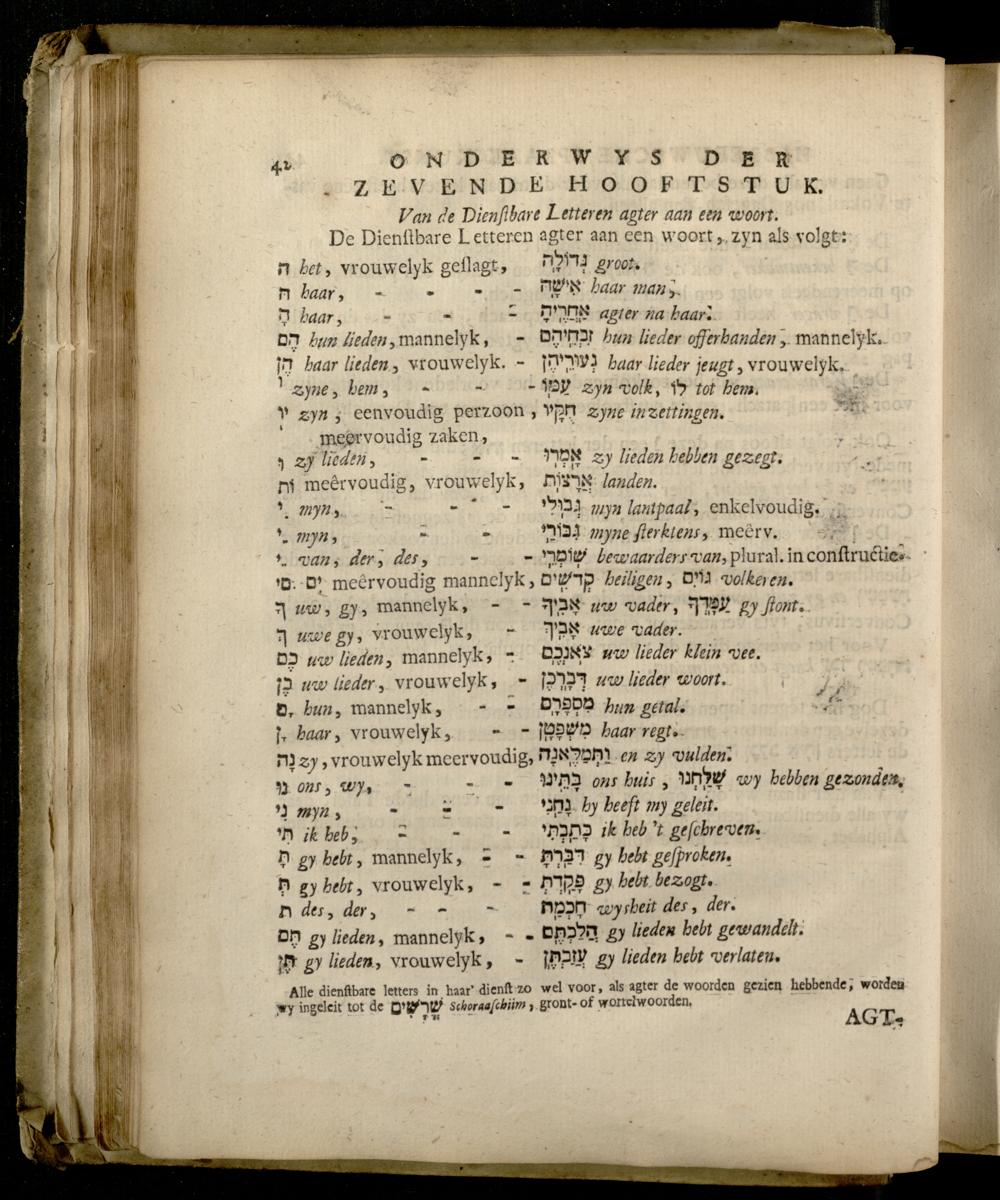 42 ONDERWYS DER
ZEVENDE HOOFTSTUK.
Van de Dienſtbare Letteren agter aan een woort.
De Dienſtbare Letteren agter aan een woort, zyn als volgt:
ה het, vrouwelyk geſlagt, גְדוֹלָה groot.
ה haar, - - - - אִישָׁה haar man,
הָ haar, - - - אַחֲרֶיהָ agter na haar.
הֶם hun lieden, mannelyk, - זִבְחֵיהֶם hun lieder offerhanden, mannelyk.
הֶן haar lieden, vrouwelyk. - נְעוּרֵיהֶן haar lieder jeugt, vrouwelyk.
וֹ zyne, hem, - - - עַמּוֹ zyn volk, לוֹ tot hem.
יו zyn, eenvoudig perzoon, חֻקָּיו zyne inzettingen.
meêrvoudig zaken,
וּ zy lieden, - - - אָמְרוּ zy lieden hebben gezegt.
וֹת meêrvoudig, vrouwelyk, אֲרָצוֹת landen.
יִ myn, - - - גְבוּלִי myn lantpaal, enkelvoudig.
יַ myn, - - גִּבּוֹרַי myne ſterktens, meêrv.
יֵ van, der, des, - - שׁוֹמְרֵי bewaarders van, plural. in conſtructie.
יִם םִ meêrvoudig mannelyk, קְדֹשִׁים heiligen, גוֹיִם volkeren.
ךָ uw, gy, mannelyk, - - אָבִיךָ uw vader, עָמְדֶךָ gy ſtont.
ךְ uwe gy, vrouwelyk, - אָבִיךְ uwe vader.
כֶם uw lieden, mannelyk, - צֹאנְכֶם uw lieder klein vee.
כֶן uw lieder, vrouwelyk, - דְּבָרְכֶן uw lieder woort.
םָ hun, mannelyk, - - מִסְפָּרָם hun getal.
ןָ haar, vrouwelyk, - - מִשְׁפָּטָן haar regt.
נָה zy, vrouwelyk meervoudig, וַתְּמַלֶּאנָה en zy vulden.
נוּ ons, wy, - - - בָּתֵּינוּ ons huis, שָׁלַחְנוּ wy hebben gezonden.
נִי myn, - - - נָחַנִי hy heeft my geleit.
תִּי ik heb, - - - כָתַבְתִּי ik heb 't geſchreven.
תָּ gy hebt, mannelyk, - - דִּבַּרְתָּ gy hebt geſproken.
תְּ gy hebt, vrouwelyk, - - פָּקַדְתְּ gy hebt bezogt.
ת des, der, - - - חָכְמַת wysheit des, der.
תֶּם gy lieden, mannelyk, - - הֲלַכְתֶּם gy lieden hebt gewandelt.
תֶּן gy lieden, vrouwelyk, - עֲזַבְתֶּן gy lieden hebt verlaten.
Alle dienſtbare letters in haar' dienſt zo wel voor, als agter de woorden gezien hebbende, worden
wy ingeleit tot de שָׁרָשִׁים Schoraaſchiim, gront- of wortelwoorden.
AGT-